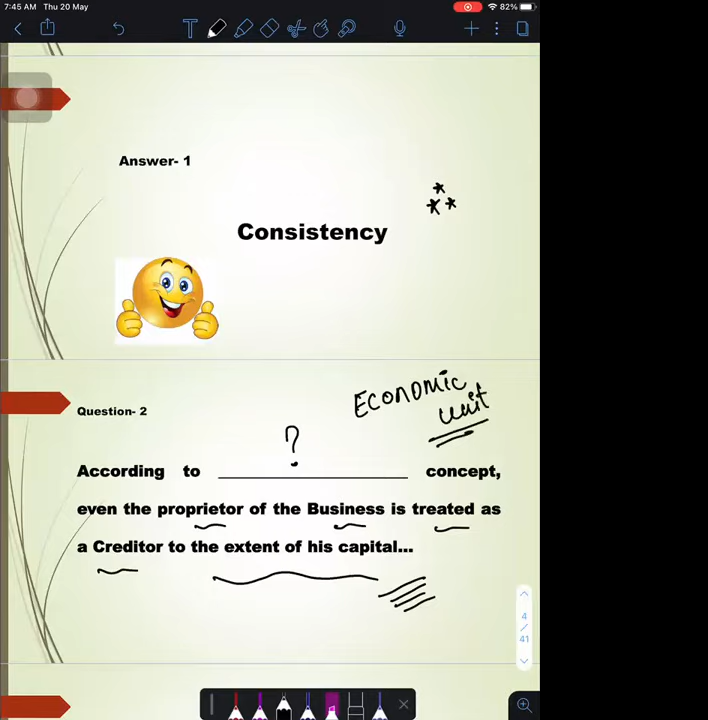 7:45 AM Thu 20 May
82%
Answer- 1
Consistency
Economic
unit
Question- 2
?
According to ________ concept,
even the proprietor of the Business is treated as
a Creditor to the extent of his capital...
4
/
41